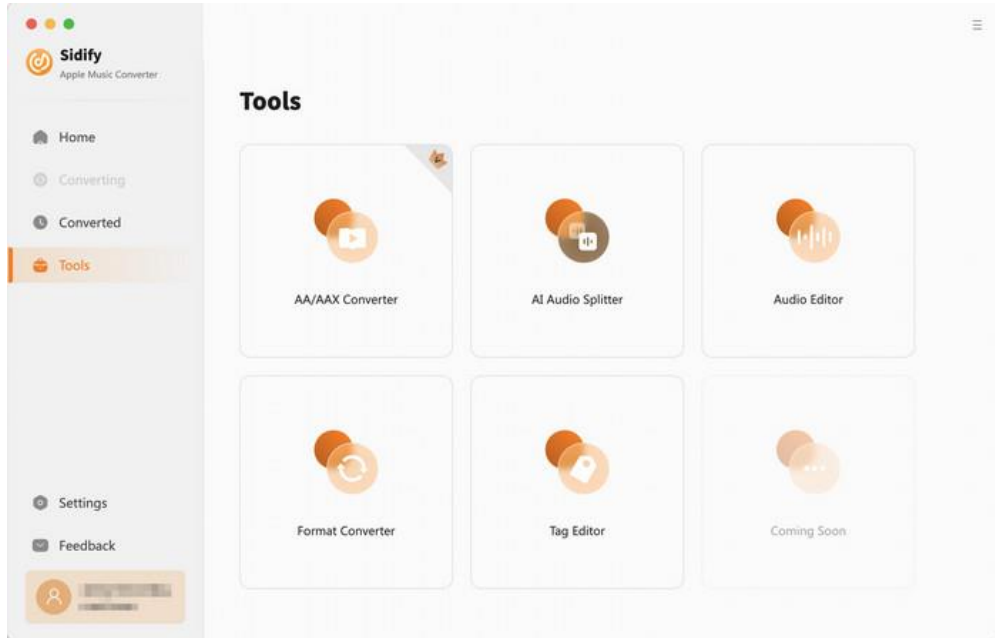 Sidify
Apple Music Converter
Home
Converting
Converted
Tools
Settings
Feedback
Tools
AA/AAX Converter
AI Audio Splitter
Audio Editor
Format Converter
Tag Editor
Coming Soon